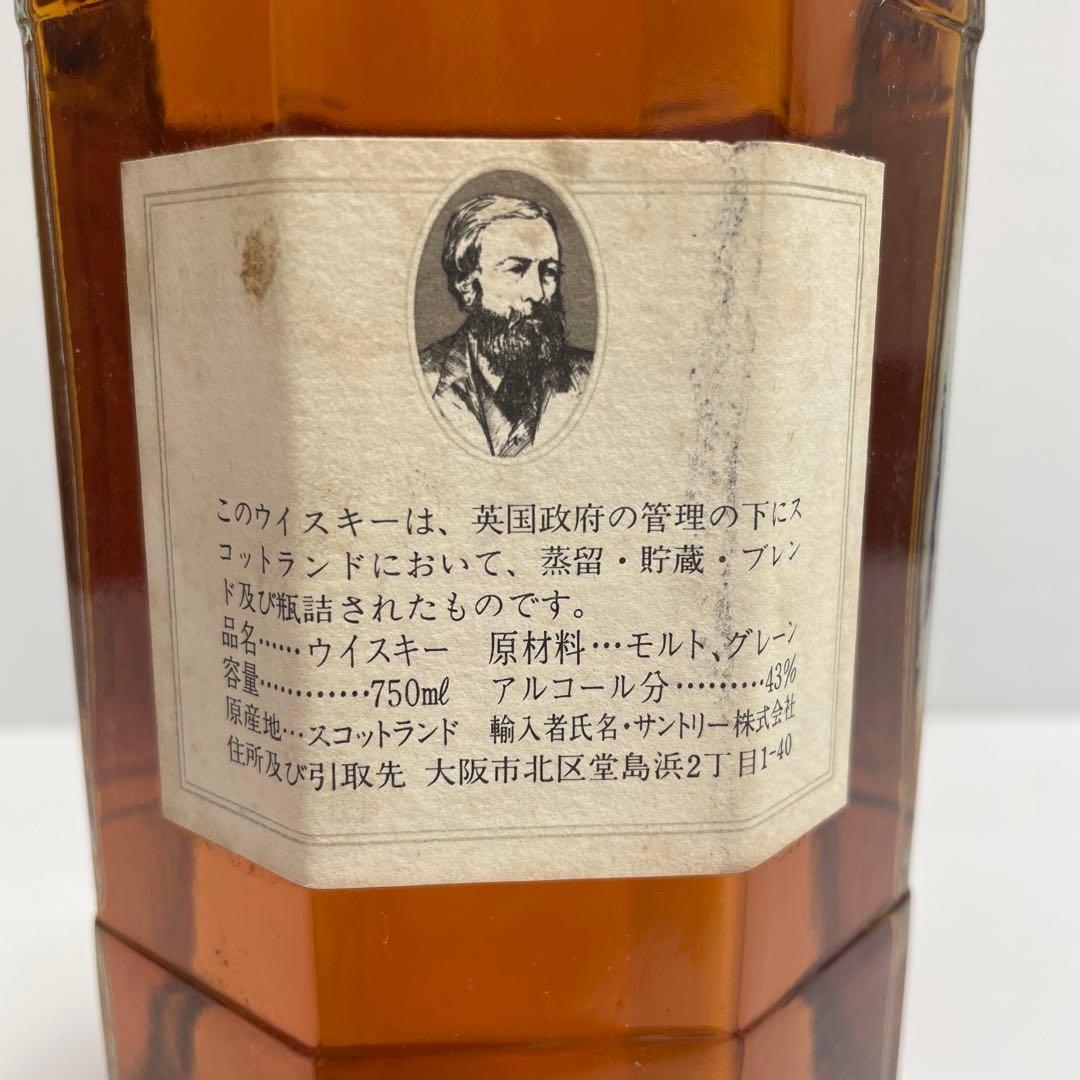 このウイスキーは、英国政府の管理の下にス
コットランドにおいて、蒸留・貯蔵・ブレン
ド及び瓶詰されたものです。
品名……ウイスキー 原材料…モルト、グレーン
容量…………750ml アルコール分………43%
原産地…スコットランド 輸入者氏名・サントリー株式会社
住所及び引取先 大阪市北区堂島浜2丁目1-40